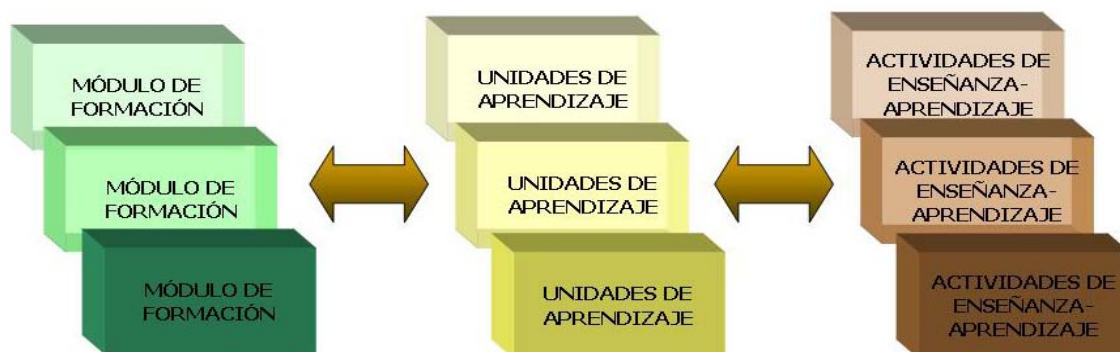 MÓDULO DE
FORMACIÓN
MÓDULO DE
FORMACIÓN
MÓDULO DE
FORMACIÓN
UNIDADES DE
APRENDIZAJE
UNIDADES DE
APRENDIZAJE
UNIDADES DE
APRENDIZAJE
ACTIVIDADES DE
ENSEÑANZA-
APRENDIZAJE
ACTIVIDADES DE
ENSEÑANZA-
APRENDIZAJE
ACTIVIDADES DE
ENSEÑANZA-
APRENDIZAJE